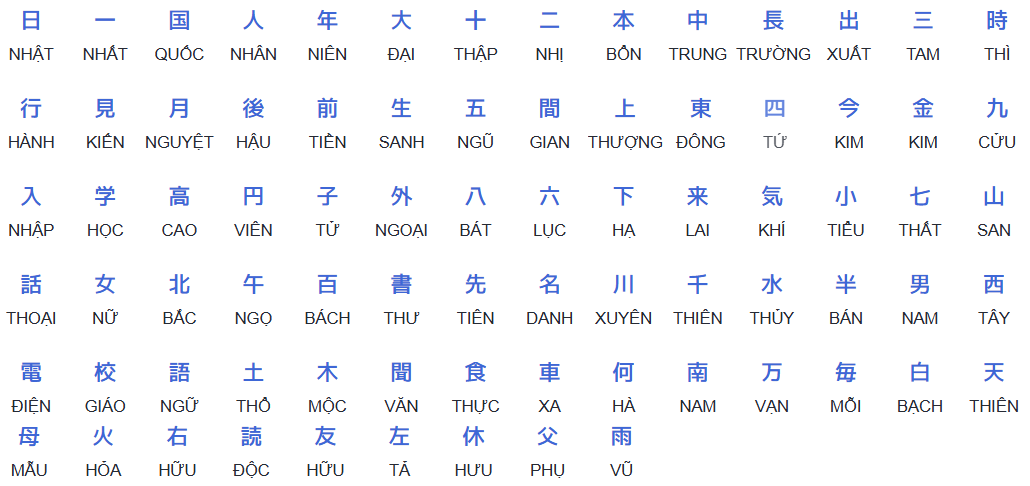 日 一 国 人 年 大 十 二 本 中 長 出 三 時
NHẬT NHẤT QUỐC NHÂN NIÊN ĐẠI THẬP NHỊ BỔN TRUNG TRƯỜNG XUẤT TAM THÌ
行 見 月 後 前 生 五 間 上 東 四 今 金 九
HÀNH KIẾN NGUYỆT HẬU TIỀN SANH NGŨ GIAN THƯỢNG ĐÔNG TỨ KIM KIM CỬU
入 学 高 円 子 外 八 六 下 来 気 小 七 山
NHẬP HỌC CAO VIÊN TỬ NGOẠI BÁT LỤC HẠ LAI KHÍ TIỂU THẤT SAN
話 女 北 午 百 書 先 名 川 千 水 半 男 西
THOẠI NỮ BẮC NGỌ BÁCH THƯ TIÊN DANH XUYÊN THIÊN THỦY BÁN NAM TÂY
電 校 語 土 木 聞 食 車 何 南 万 毎 白 天
ĐIỆN GIÁO NGỮ THỔ MỘC VĂN THỰC XA HÀ NAM VẠN MỖI BẠCH THIÊN
母 火 右 読 友 左 休 父 雨
MẪU HỎA HỮU ĐỘC HỮU TẢ HƯU PHỤ VŨ